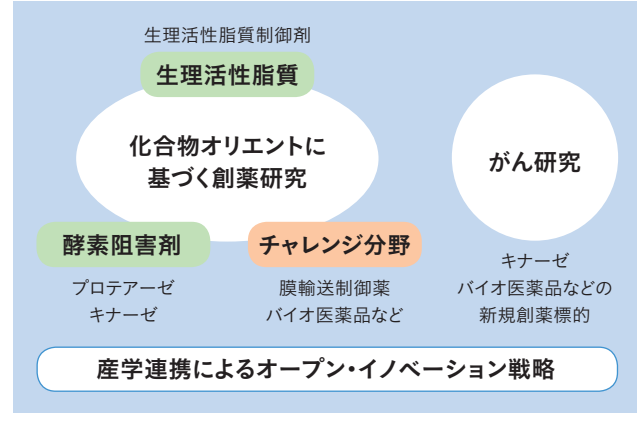 生理活性脂質制御剤
生理活性脂質
化合物オリエントに
基づく創薬研究
酵素阻害剤
プロテアーゼ
キナーゼ
チャレンジ分野
膜輸送制御薬
バイオ医薬品など
がん研究
キナーゼ
バイオ医薬品などの
新規創薬標的
産学連携によるオープン・イノベーション戦略